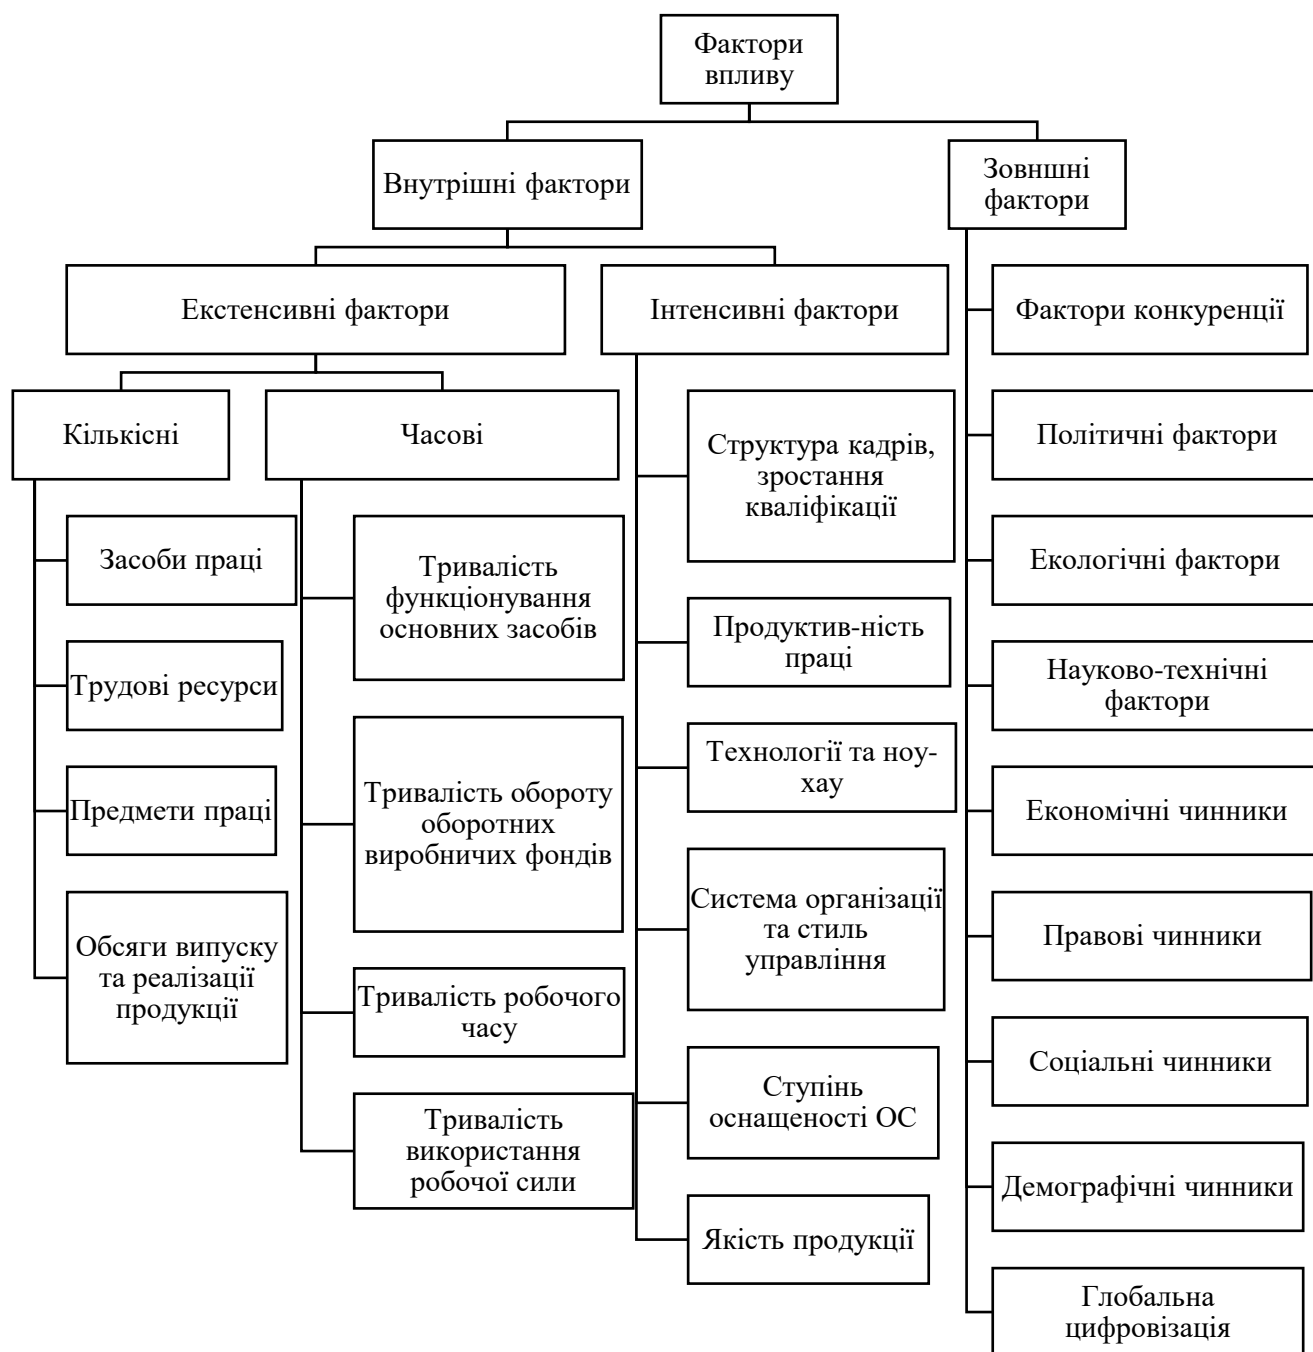 Фактори
впливу
Внутрішні фактори
Зовншні
фактори
Екстенсивні фактори
Інтенсивні фактори
Фактори конкуренції
Кількісні
Часові
Структура кадрів,
зростання
кваліфікації
Політичні фактори
Засоби праці
Тривалість
функціонування
основних засобів
Екологічні фактори
Трудові ресурси
Продуктив-ність
праці
Науково-технічні
фактори
Предмети праці
Тривалість обороту
оборотних
виробничих фондів
Технології та ноу-
хау
Економічні чинники
Обсяги випуску
та реалізації
продукції
Система організації
та стиль
управління
Правові чинники
Тривалість робочого
часу
Ступінь
оснащеності ОС
Соціальні чинники
Тривалість
використання
робочої сили
Якість продукції
Демографічні чинники
Глобальна
цифровізація